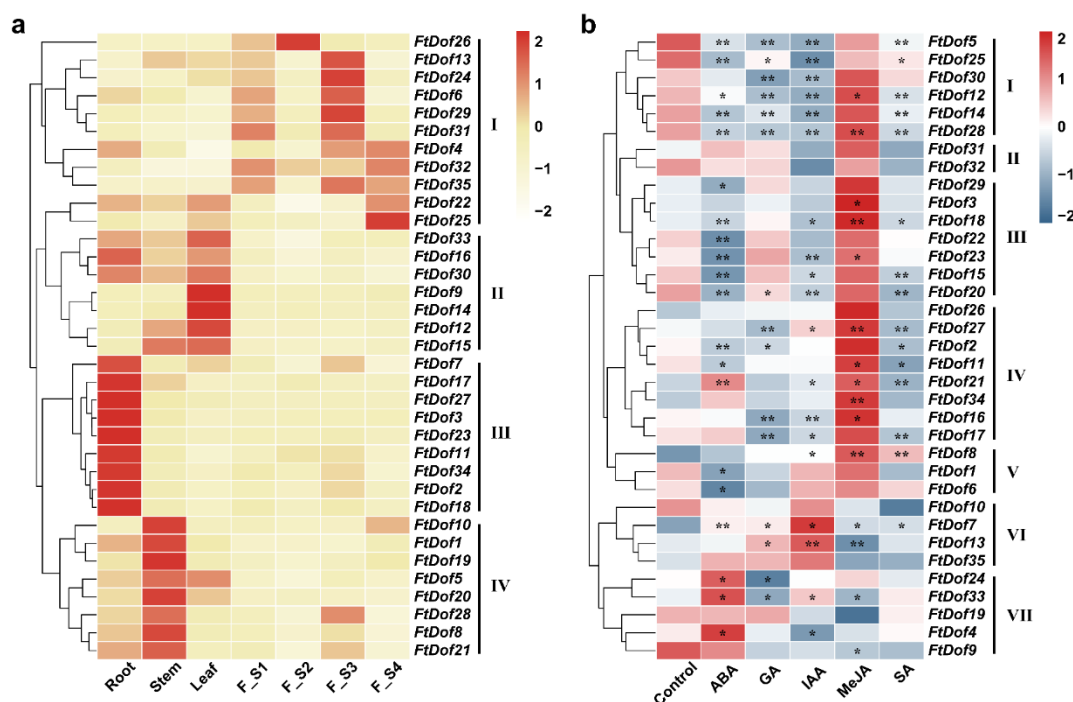 a
FtDof26
FtDof13
FtDof24
FtDof6
FtDof29
FtDof31
FtDof4
FtDof32
FtDof35
FtDof22
FtDof25
FtDof33
FtDof16
FtDof30
FtDof9
FtDof14
FtDof12
FtDof15
FtDof7
FtDof17
FtDof27
FtDof3
FtDof23
FtDof11
FtDof34
FtDof2
FtDof18
FtDof10
FtDof1
FtDof19
FtDof5
FtDof20
FtDof28
FtDof8
FtDof21
I
II
III
IV
Root Stem Leaf F_S1 F_S2 F_S3 F_S4
2
1
0
−1
−2
b
** ** ** ** FtDof5
** * ** * FtDof25
** ** FtDof30
* ** ** * ** FtDof12
** ** ** ** FtDof14
** ** ** ** ** FtDof28
FtDof31
FtDof32
* FtDof29
* FtDof3
** * ** * FtDof18
** FtDof22
** ** * FtDof23
** * ** FtDof15
** * ** ** FtDof20
FtDof26
** * ** ** FtDof27
** * * FtDof2
* * * FtDof11
** * * ** FtDof21
** FtDof34
** ** * FtDof16
** * ** FtDof17
* ** ** FtDof8
* FtDof1
* FtDof6
FtDof10
** * * * * FtDof7
* ** ** FtDof13
FtDof35
* * FtDof24
* * * * FtDof33
FtDof19
* * FtDof4
* FtDof9
I
II
III
IV
V
VI
VII
Control ABA GA IAA MeJA SA
2
1
0
−1
−2